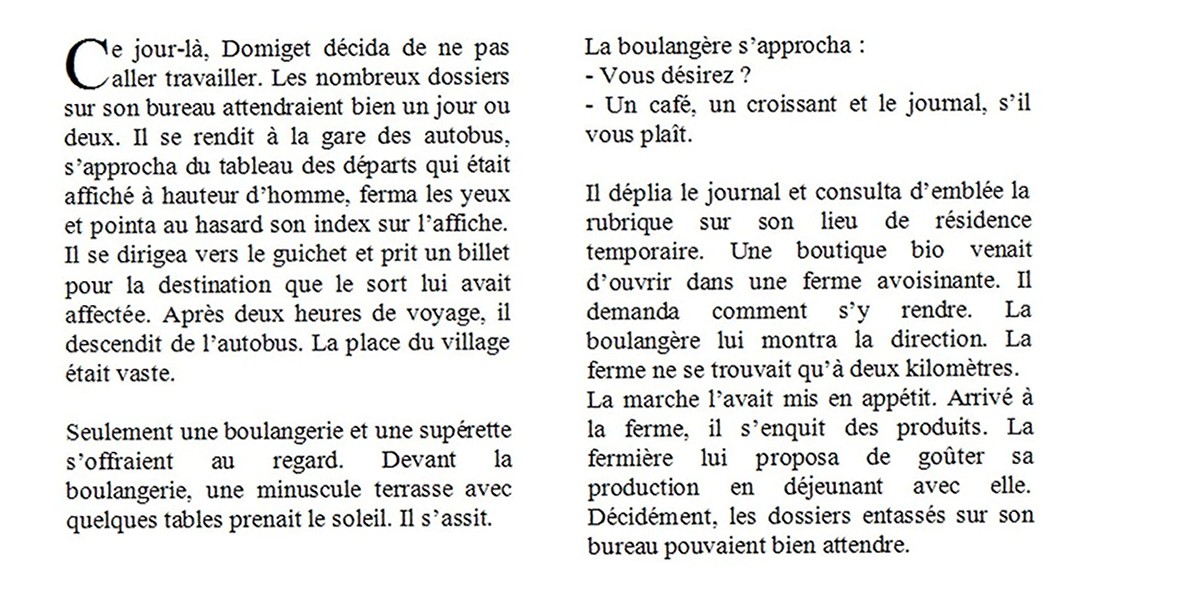 Ce jour-là, Domiget décida de ne pas
aller travailler. Les nombreux dossiers
sur son bureau attendraient bien un jour ou
deux. Il se rendit à la gare des autobus,
s’approcha du tableau des départs qui était
affiché à hauteur d’homme, ferma les yeux
et pointa au hasard son index sur l’affiche.
Il se dirigea vers le guichet et prit un billet
pour la destination que le sort lui avait
affectée. Après deux heures de voyage, il
descendit de l’autobus. La place du village
était vaste.

Seulement une boulangerie et une supérette
s’offraient au regard. Devant la
boulangerie, une minuscule terrasse avec
quelques tables prenait le soleil. Il s’assit.

La boulangère s’approcha :
- Vous désirez ?
- Un café, un croissant et le journal, s’il
vous plaît.

Il déplia le journal et consulta d’emblée la
rubrique sur son lieu de résidence
temporaire. Une boutique bio venait
d’ouvrir dans une ferme avoisinante. Il
demanda comment s’y rendre. La
boulangère lui montra la direction. La
ferme ne se trouvait qu’à deux kilomètres.
La marche l’avait mis en appétit. Arrivé à
la ferme, il s’enquit des produits. La
fermière lui proposa de goûter sa
production en déjeunant avec elle.
Décidément, les dossiers entassés sur son
bureau pouvaient bien attendre.